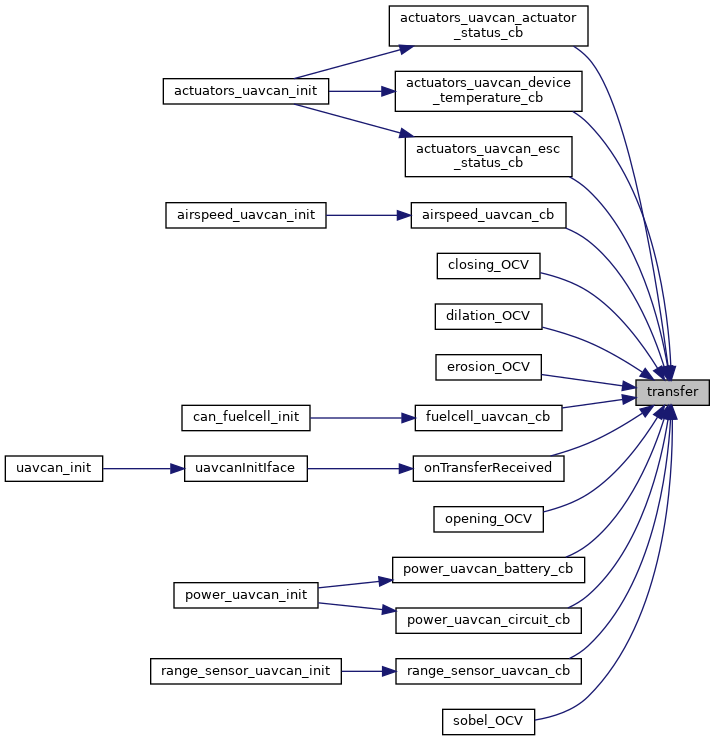 actuators_uavcan_actuator
_status_cb
actuators_uavcan_init
actuators_uavcan_device
_temperature_cb
actuators_uavcan_esc
_status_cb
airspeed_uavcan_init
airspeed_uavcan_cb
closing_OCV
dilation_OCV
erosion_OCV
transfer
can_fuelcell_init
fuelcell_uavcan_cb
uavcan_init
uavcanInitIface
onTransferReceived
opening_OCV
power_uavcan_battery_cb
power_uavcan_init
power_uavcan_circuit_cb
range_sensor_uavcan_init
range_sensor_uavcan_cb
sobel_OCV